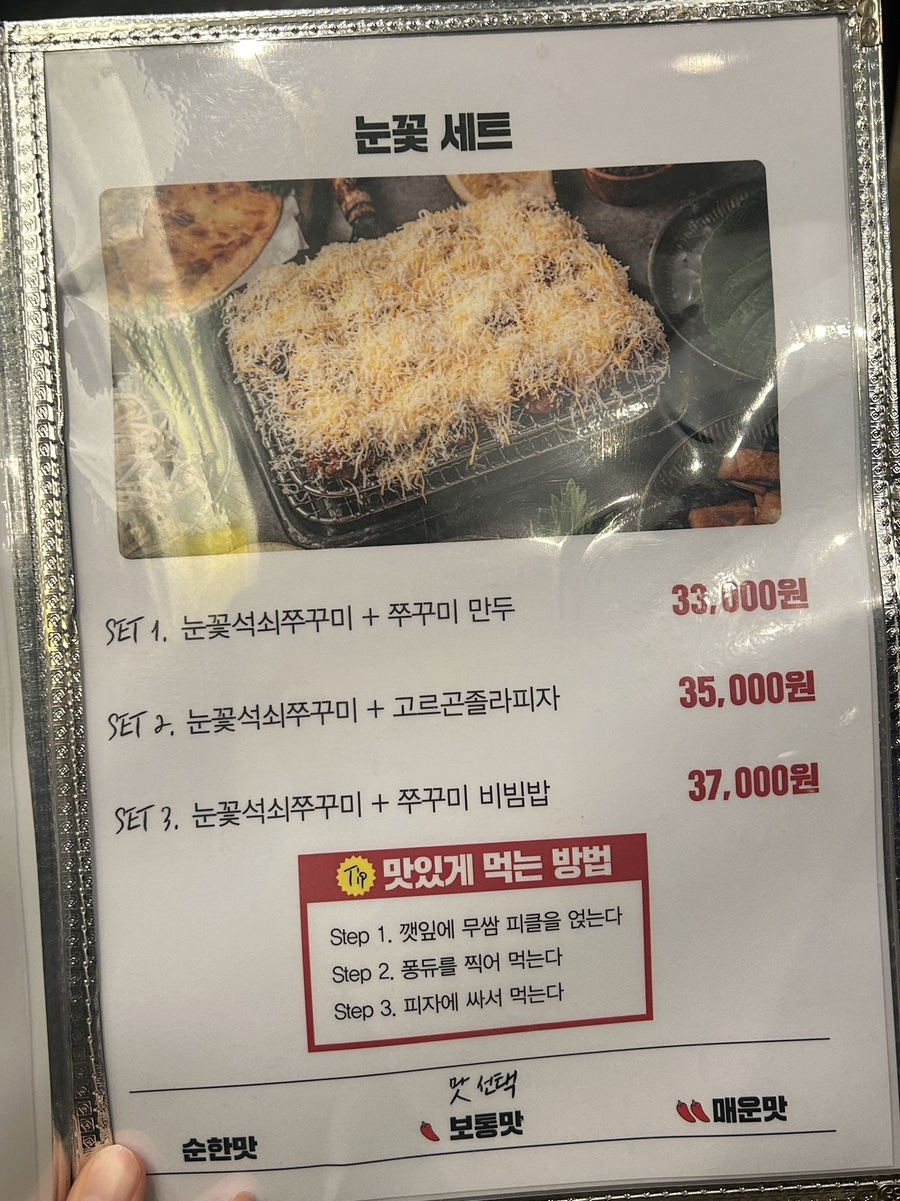 눈꽃 세트
SET 1. 눈꽃석쇠쭈꾸미 + 쭈꾸미 만두 33,000원
SET 2. 눈꽃석쇠쭈꾸미 + 고르곤졸라피자 35,000원
SET 3. 눈꽃석쇠쭈꾸미 + 쭈꾸미 비빔밥 37,000원
Tip 맛있게 먹는 방법
Step 1. 깻잎에 무쌈 피클을 얹는다
Step 2. 퐁듀를 찍어 먹는다
Step 3. 피자에 싸서 먹는다
맛 선택
순한맛 보통맛 매운맛